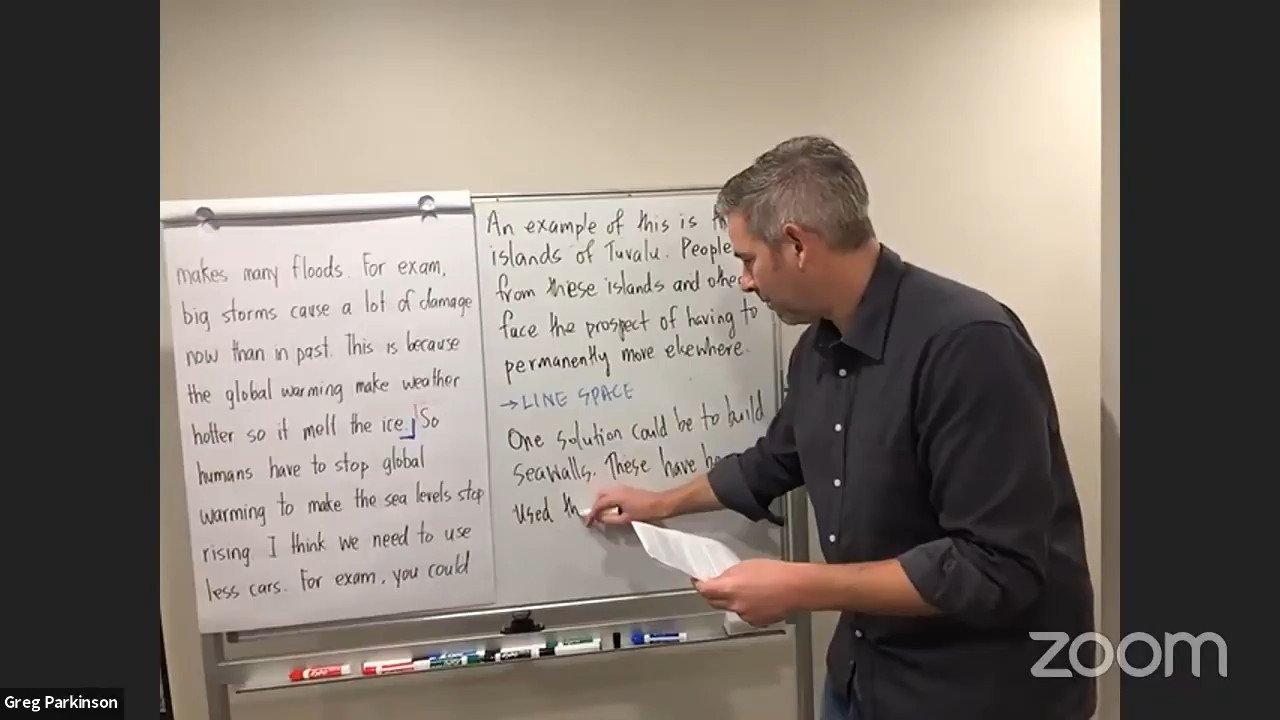 makes many floods. For exam,
big storms cause a lot of damage
now than in past. This is because
the global warming make weather
hotter so it melt the ice. So
humans have to stop global
warming to make the sea levels stop
rising. I think we need to use
less cars. For exam, you could
An example of this is
islands of Tuvalu. People
from these islands and other
face the prospect of having to
permanently move elsewhere.
→ LINE SPACE
One solution could be to build
seawalls. These have
used th
zoom
Greg Parkinson